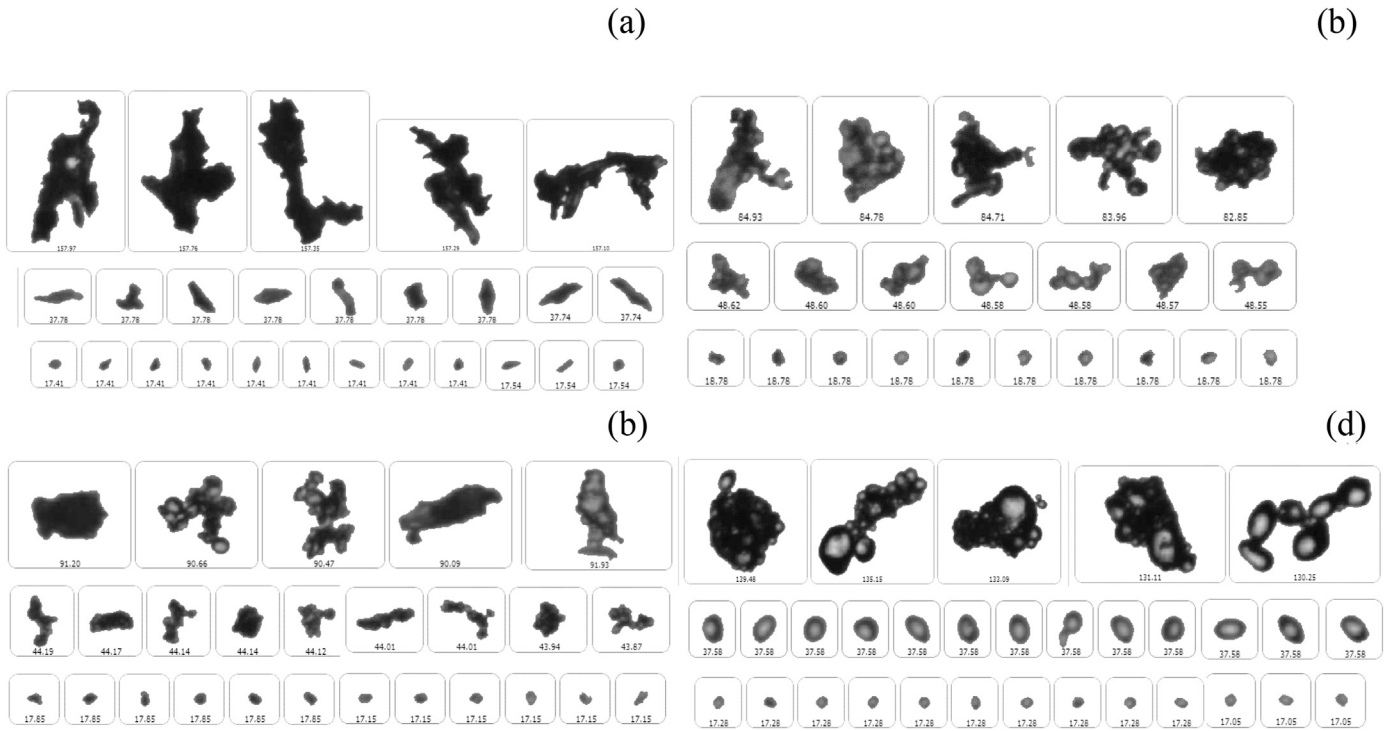 (a)
157.97 157.76 157.35 157.29 157.10
37.78 37.78 37.78 37.78 37.78 37.78 37.78 37.74 37.74
17.41 17.41 17.41 17.41 17.41 17.41 17.41 17.41 17.41 17.54 17.54 17.54
(b)
84.93 84.78 84.71 83.96 82.85
48.62 48.60 48.60 48.58 48.58 48.57 48.55
18.78 18.78 18.78 18.78 18.78 18.78 18.78 18.78 18.78 18.78
(b)
91.20 90.66 90.47 90.09 91.93
44.19 44.17 44.14 44.14 44.12 44.01 44.01 43.94 43.87
17.85 17.85 17.85 17.85 17.85 17.85 17.15 17.15 17.15 17.15 17.15 17.15
(d)
139.48 135.15 133.09 131.11 130.25
37.58 37.58 37.58 37.58 37.58 37.58 37.58 37.58 37.58 37.58 37.58 37.58 37.58
17.28 17.28 17.28 17.28 17.28 17.28 17.28 17.28 17.28 17.28 17.05 17.05 17.05